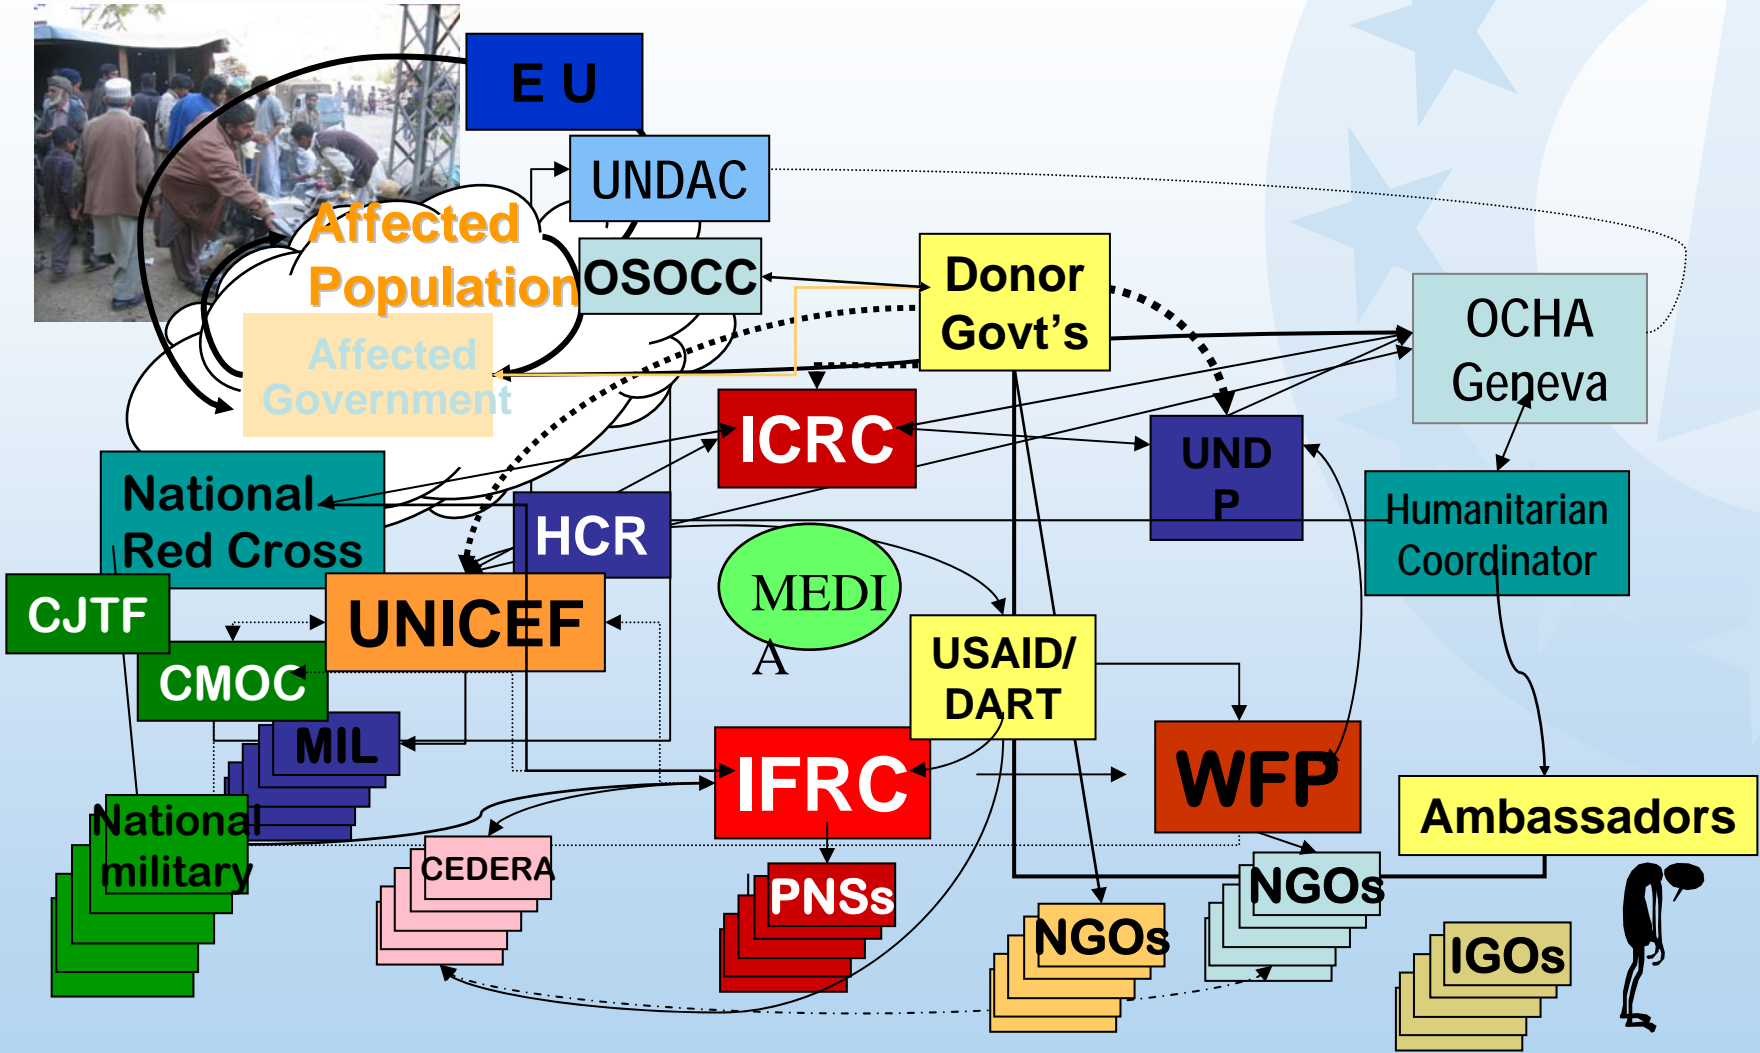 E U
UNDAC
Affected
Population
OSOCC
Donor
Govt's
OCHA
Geneva
Affected
Government
ICRC
UND
P
National
Red Cross
HCR
Humanitarian
Coordinator
CJTF
UNICEF
MEDI
A
USAID/
DART
CMOC
MIL
IFRC
WFP
Ambassadors
National
military
CEDERA
PNSs
NGOs
NGOs
IGOs